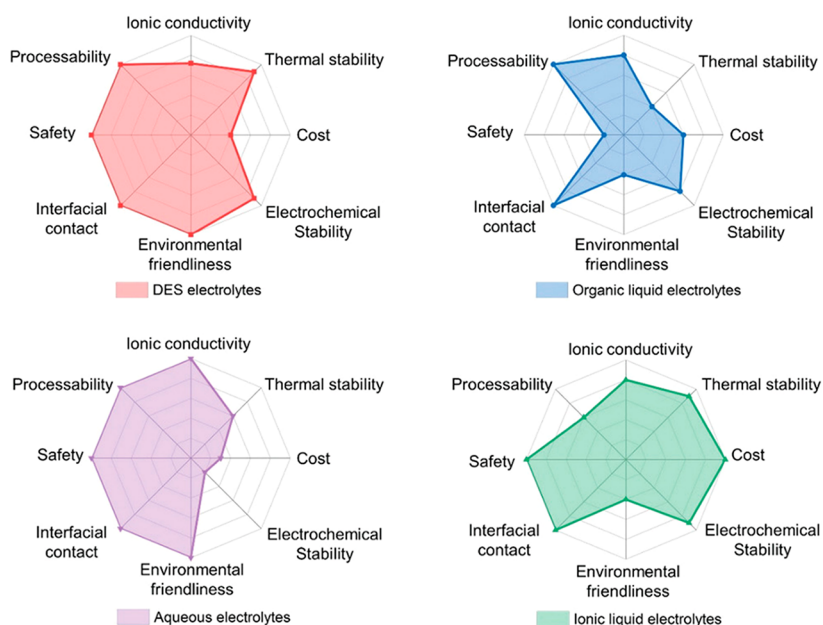 Ionic conductivity
Processability
Thermal stability
Safety
Cost
Interfacial
contact
Electrochemical
Stability
Environmental
friendliness
DES electrolytes
Ionic conductivity
Processability
Thermal stability
Safety
Cost
Interfacial
contact
Electrochemical
Stability
Environmental
friendliness
Organic liquid electrolytes
Ionic conductivity
Processability
Thermal stability
Safety
Cost
Interfacial
contact
Electrochemical
Stability
Environmental
friendliness
Aqueous electrolytes
Ionic conductivity
Processability
Thermal stability
Safety
Cost
Interfacial
contact
Electrochemical
Stability
Environmental
friendliness
Ionic liquid electrolytes